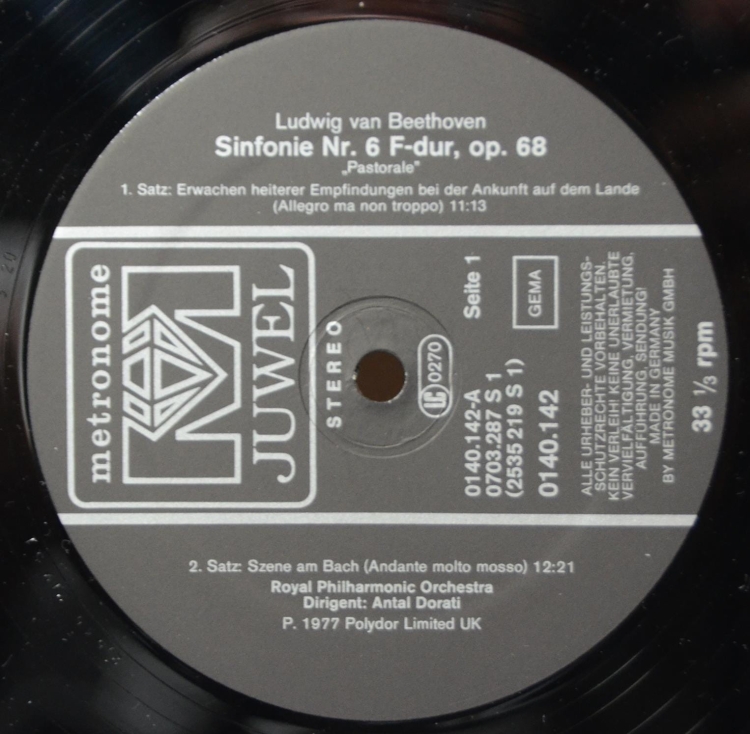 Ludwig van Beethoven
Sinfonie Nr. 6 F-dur, op. 68
„Pastorale"
1. Satz: Erwachen heiterer Empfindungen bei der Ankunft auf dem Lande
(Allegro ma non troppo) 11:13
metronome
JUWEL
STEREO
LC 0270
Seite 1
GEMA
0140.142-A
0703.287 S 1
(2535 219 S 1)
0140.142
ALLE URHEBER- UND LEISTUNGS-
SCHUTZRECHTE VORBEHALTEN.
KEIN VERLEIH! KEINE UNERLAUBTE
VERVIELFÄLTIGUNG, VERMIETUNG,
AUFFÜHRUNG, SENDUNG!
MADE IN GERMANY
BY METRONOME MUSIK GMBH
33 1/3 rpm
2. Satz: Szene am Bach (Andante molto mosso) 12:21
Royal Philharmonic Orchestra
Dirigent: Antal Dorati
P. 1977 Polydor Limited UK